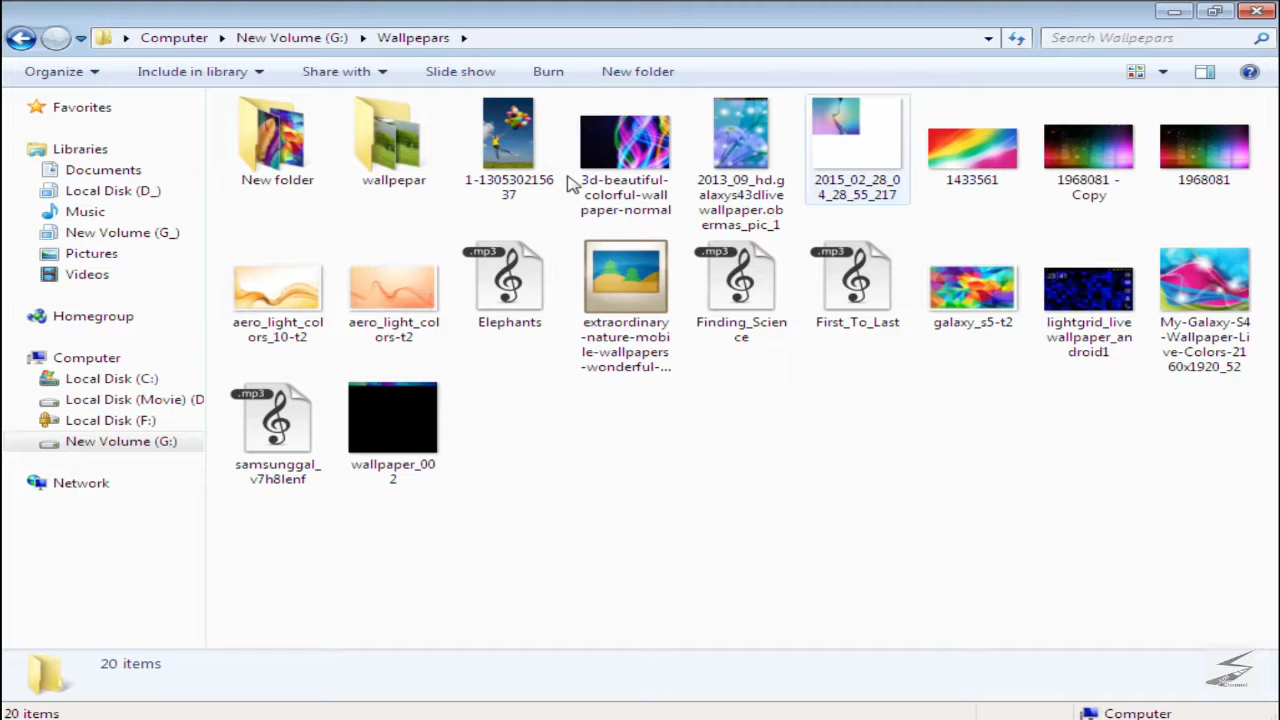 Computer New Volume (G:) Wallpepars Search Wallpepars
Organize Include in library Share with Slide show Burn New folder
Favorites
Libraries
Documents
Local Disk (D_)
Music
New Volume (G_)
Pictures
Videos
Homegroup
Computer
Local Disk (C:)
Local Disk (Movie) (D
Local Disk (F:)
New Volume (G:)
Network
New folder
wallpepar
1-1305302156
37
3d-beautiful-
colorful-wall
paper-normal
2013_09_hd.g
alaxys43dlive
wallpaper.ob
ermas_pic_1
2015_02_28_0
4_28_55_217
1433561
1968081 -
Copy
1968081
aero_light_col
ors_10-t2
aero_light_col
ors-t2
.mp3
Elephants
extraordinary
-nature-mobi
le-wallpapers
-wonderful-...
.mp3
Finding_Scien
ce
.mp3
First_To_Last
galaxy_s5-t2
lightgrid_live
wallpaper_an
droid1
My-Galaxy-S4
-Wallpaper-Li
ve-Colors-21
60x1920_52
.mp3
samsunggal_
v7h8lenf
wallpaper_00
2
20 items
20 items
Computer